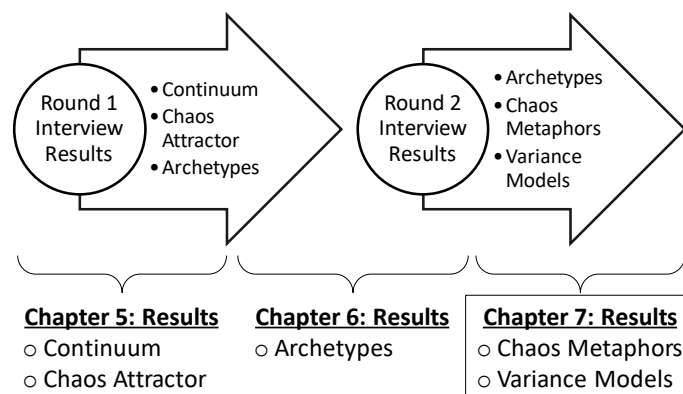 Round 1
Interview
Results
• Continuum
• Chaos
Attractor
• Archetypes
Round 2
Interview
Results
• Archetypes
• Chaos
Metaphors
• Variance
Models
Chapter 5: Results
○ Continuum
○ Chaos Attractor
Chapter 6: Results
○ Archetypes
Chapter 7: Results
○ Chaos Metaphors
○ Variance Models